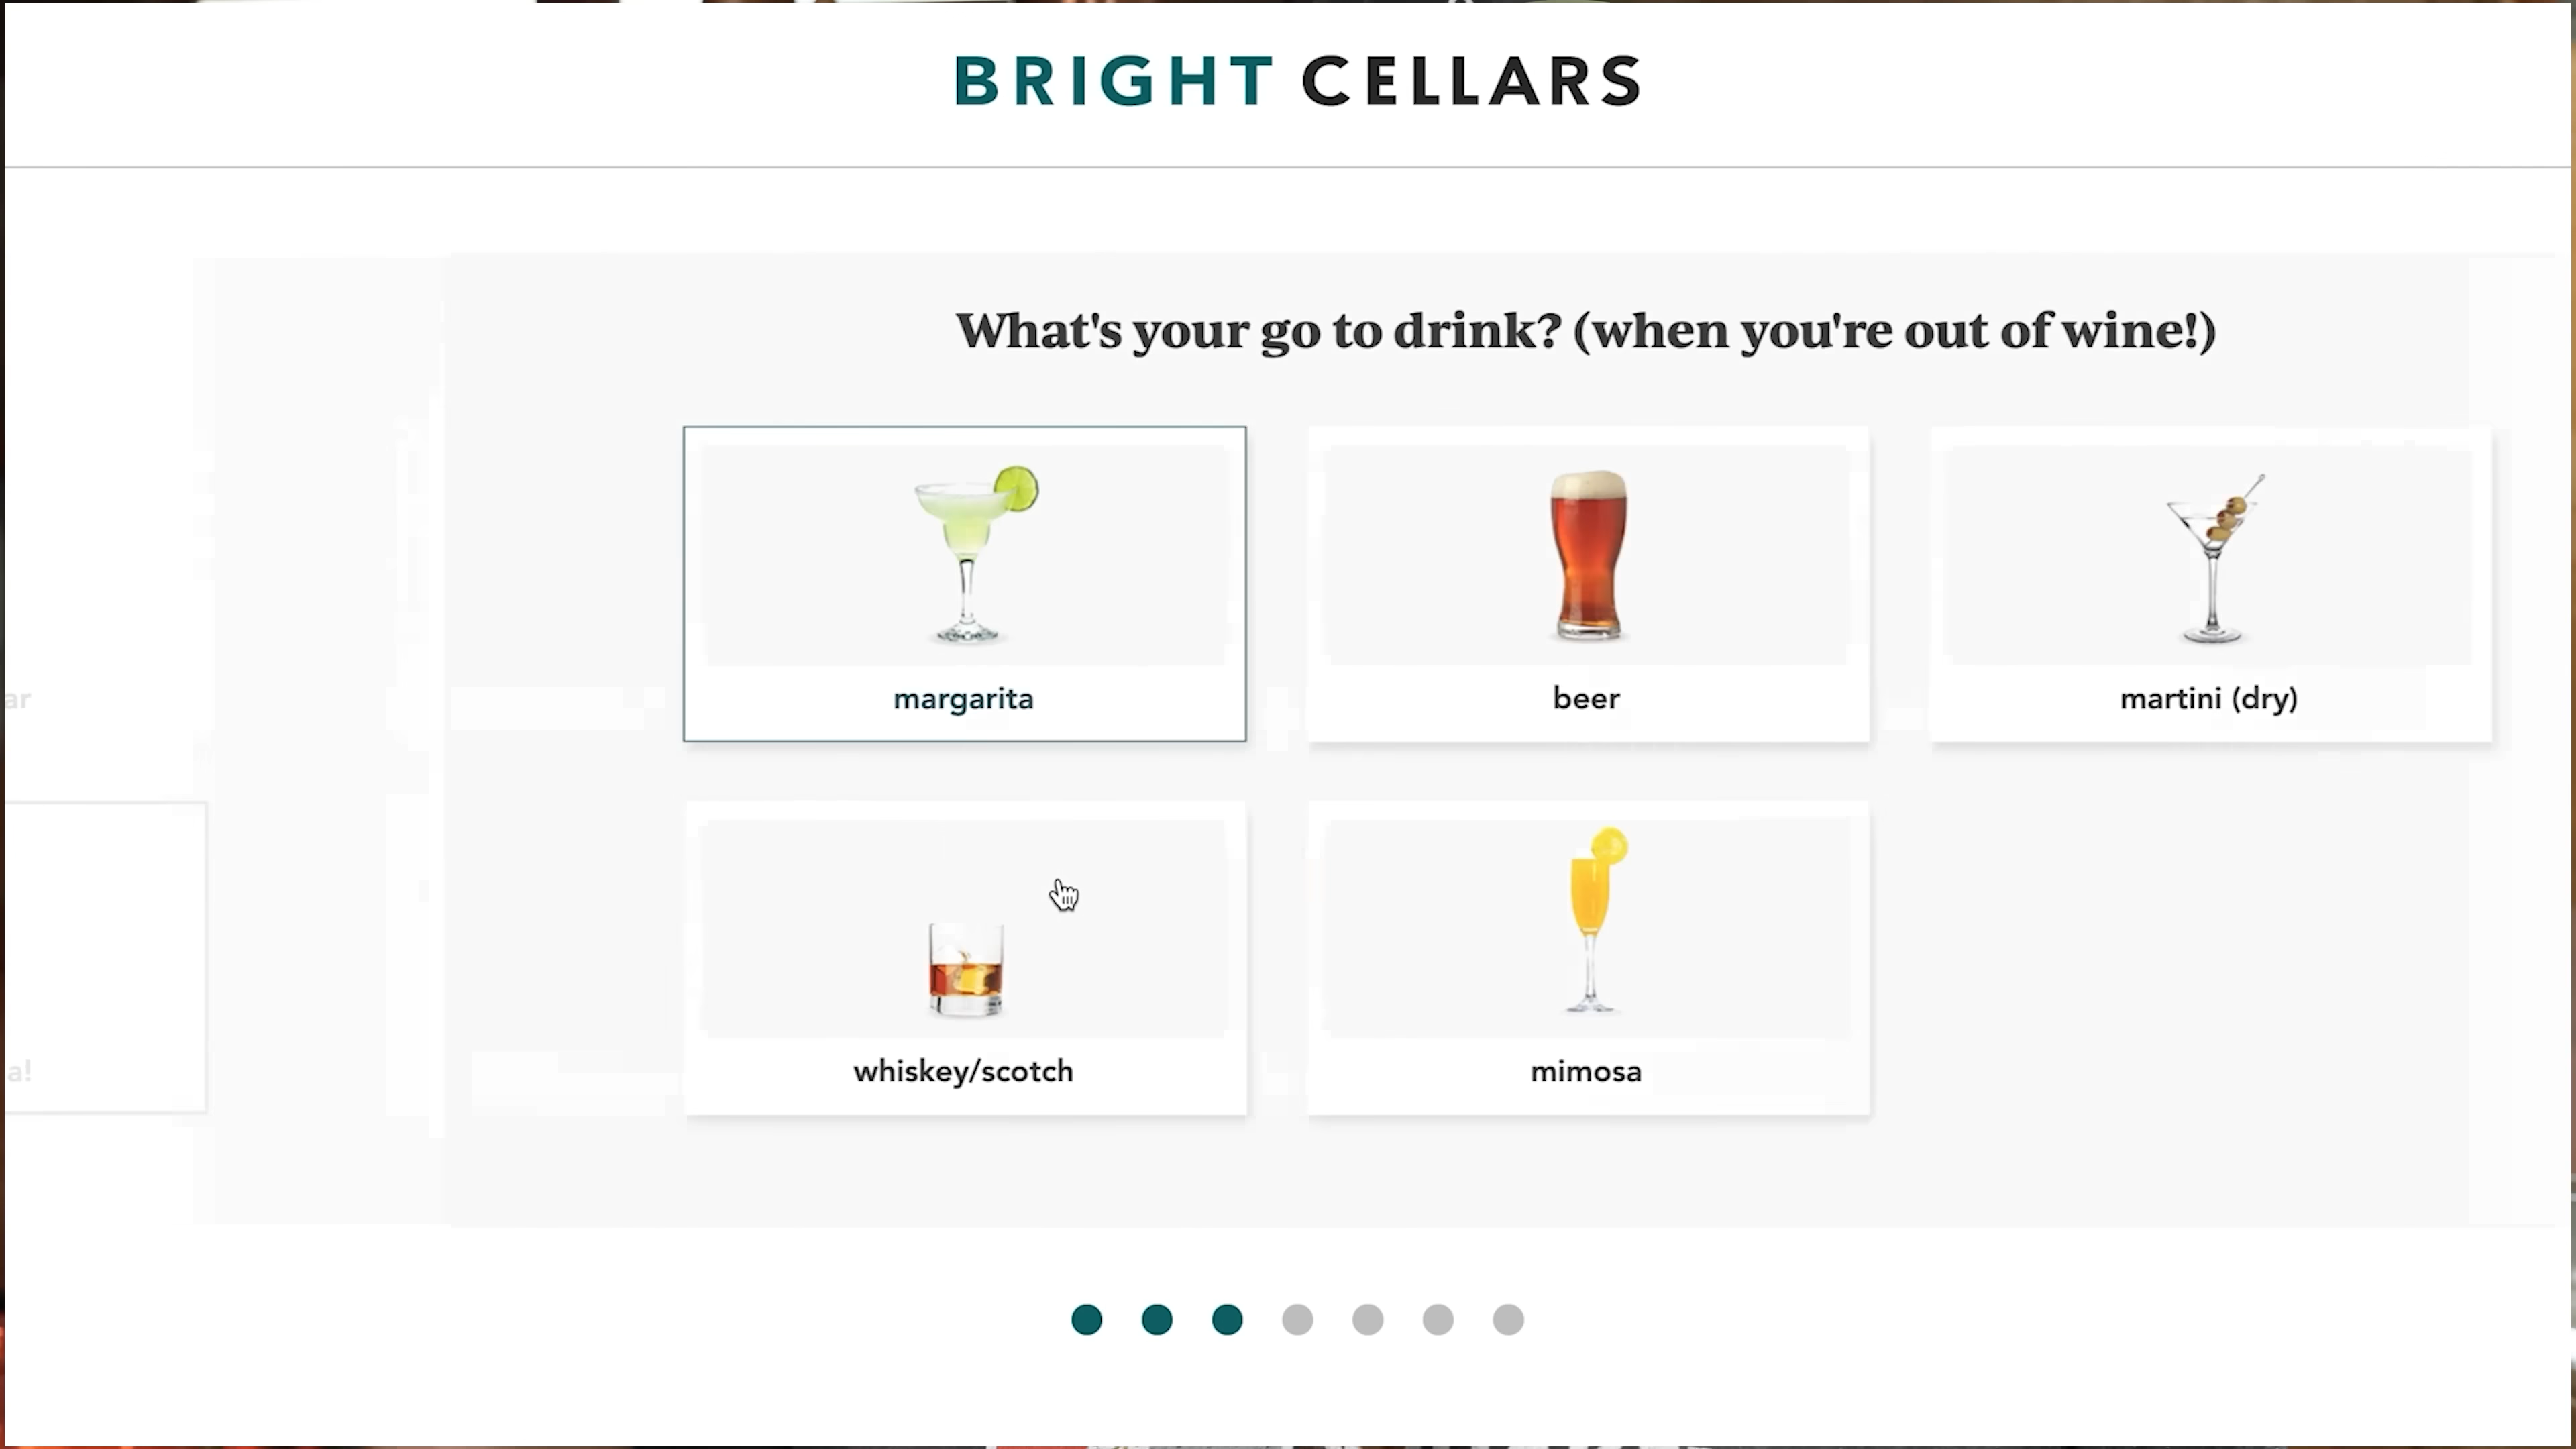 BRIGHT CELLARS
What's your go to drink? (when you're out of wine!)
margarita
beer
martini (dry)
ar
whiskey/scotch
mimosa
a!